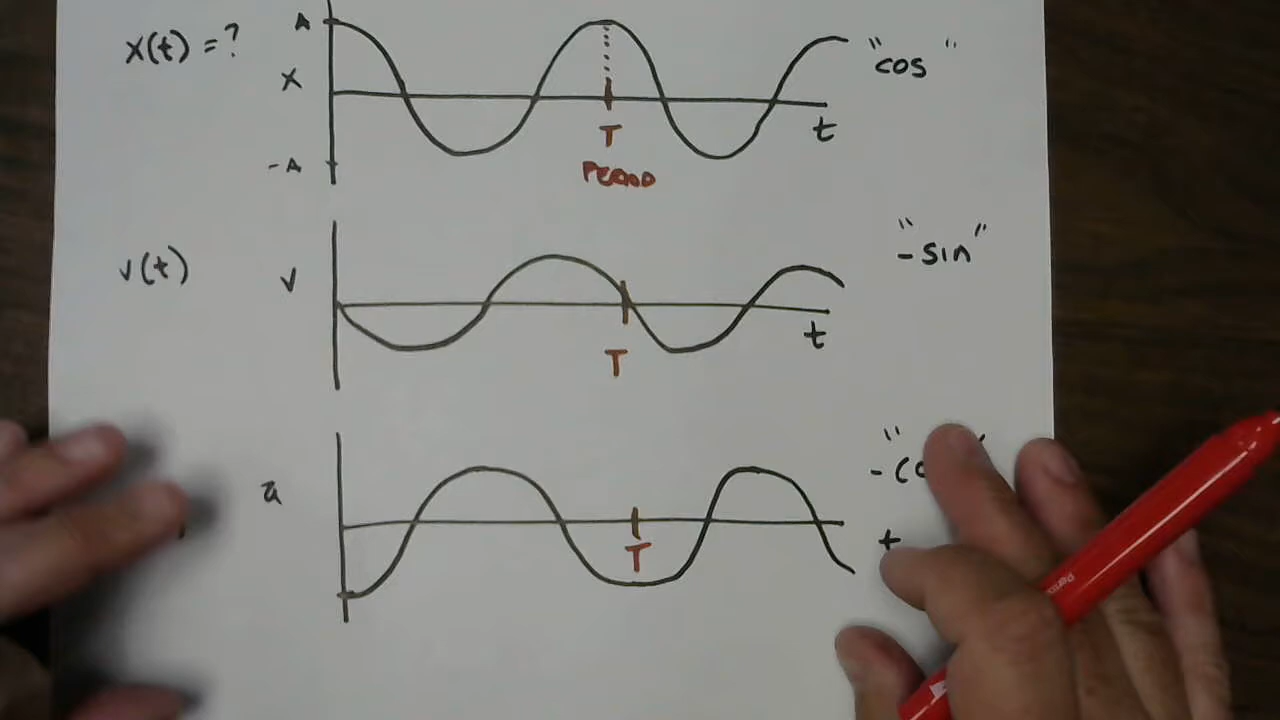 x(t) = ?
A
X
-A
T
PERIOD
t
"cos"
v(t)
v
T
t
"-sin"
a
T
t